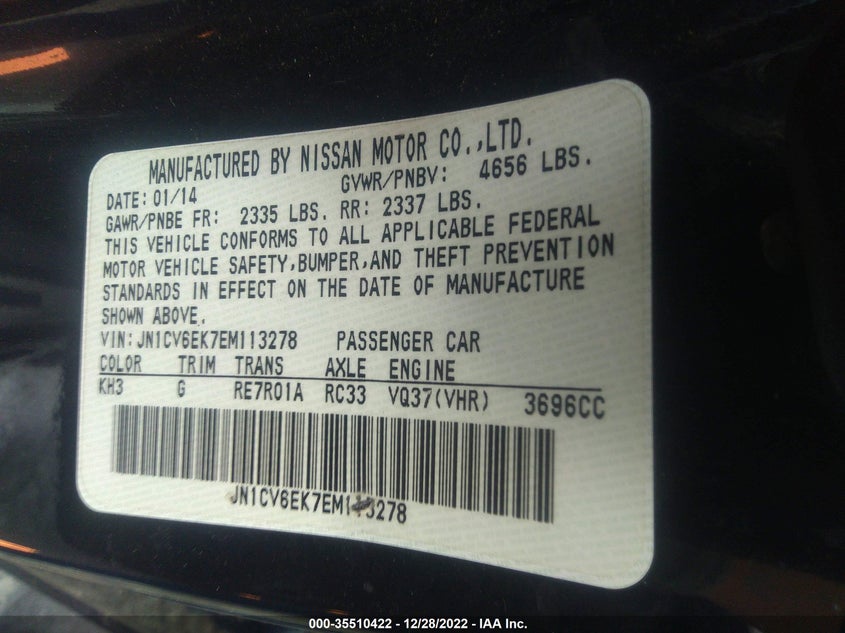 MANUFACTURED BY NISSAN MOTOR CO.,LTD.
DATE: 01/14 GVWR/PNBV: 4656 LBS.
GAWR/PNBE FR: 2335 LBS. RR: 2337 LBS.
THIS VEHICLE CONFORMS TO ALL APPLICABLE FEDERAL
MOTOR VEHICLE SAFETY,BUMPER,AND THEFT PREVENTION
STANDARDS IN EFFECT ON THE DATE OF MANUFACTURE
SHOWN ABOVE.
VIN:JN1CV6EK7EM113278 PASSENGER CAR
COLOR TRIM TRANS AXLE ENGINE
KH3 G RE7R01A RC33 VQ37(VHR) 3696CC
JN1CV6EK7EM113278
000-35510422 - 12/28/2022 - IAA Inc.